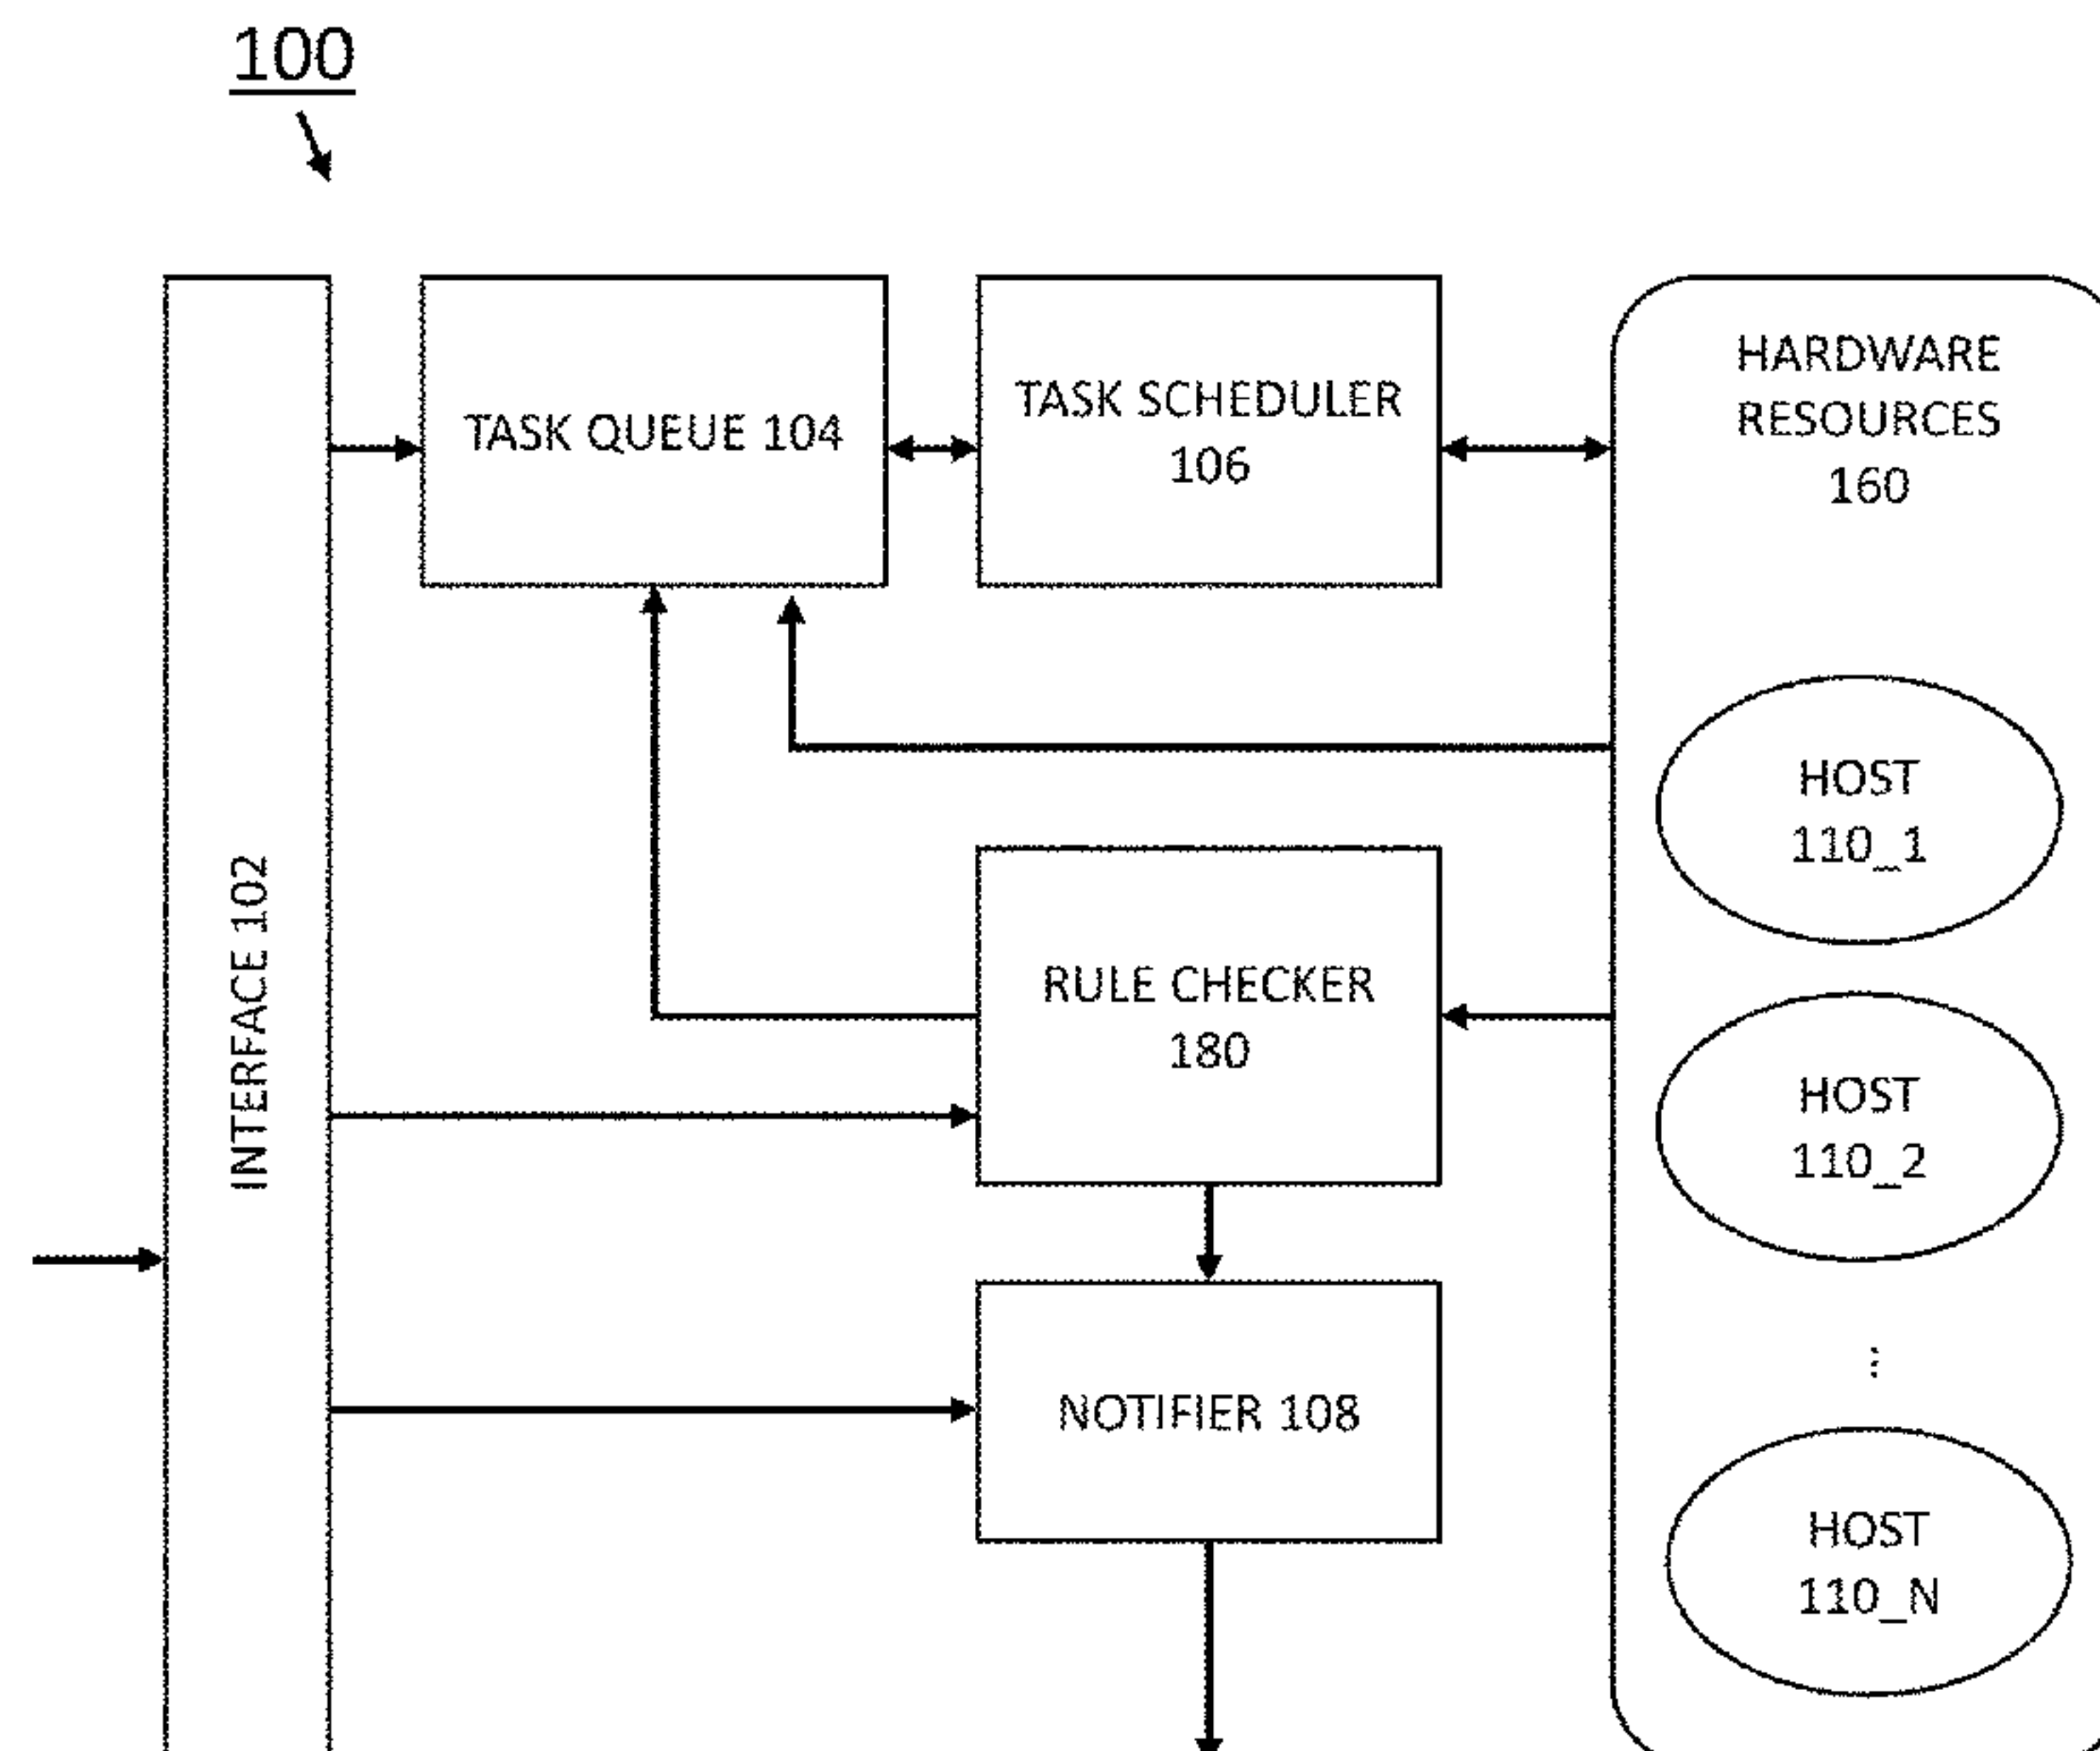 100
TASK QUEUE 104
TASK SCHEDULER
106
HARDWARE
RESOURCES
160
INTERFACE 102
HOST
110_1
RULE CHECKER
180
HOST
110_2
⋮
NOTIFIER 108
HOST
110_N